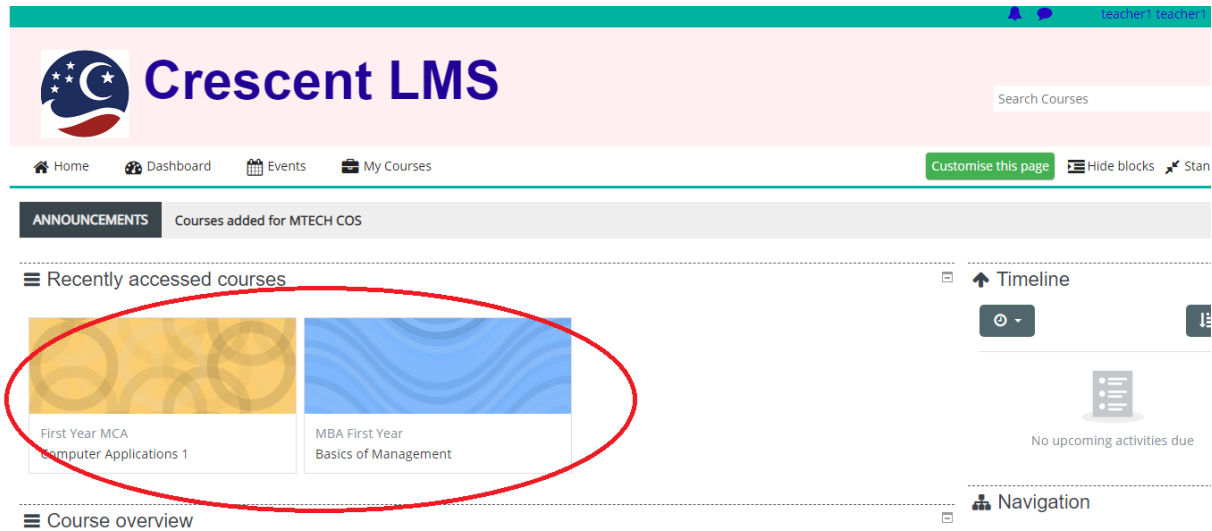 teacher1 teacher1
Crescent LMS
Search Courses
Home Dashboard Events My Courses Customise this page Hide blocks Stan
ANNOUNCEMENTS Courses added for MTECH COS
Recently accessed courses
First Year MCA
Computer Applications 1
MBA First Year
Basics of Management
Course overview
Timeline
No upcoming activities due
Navigation